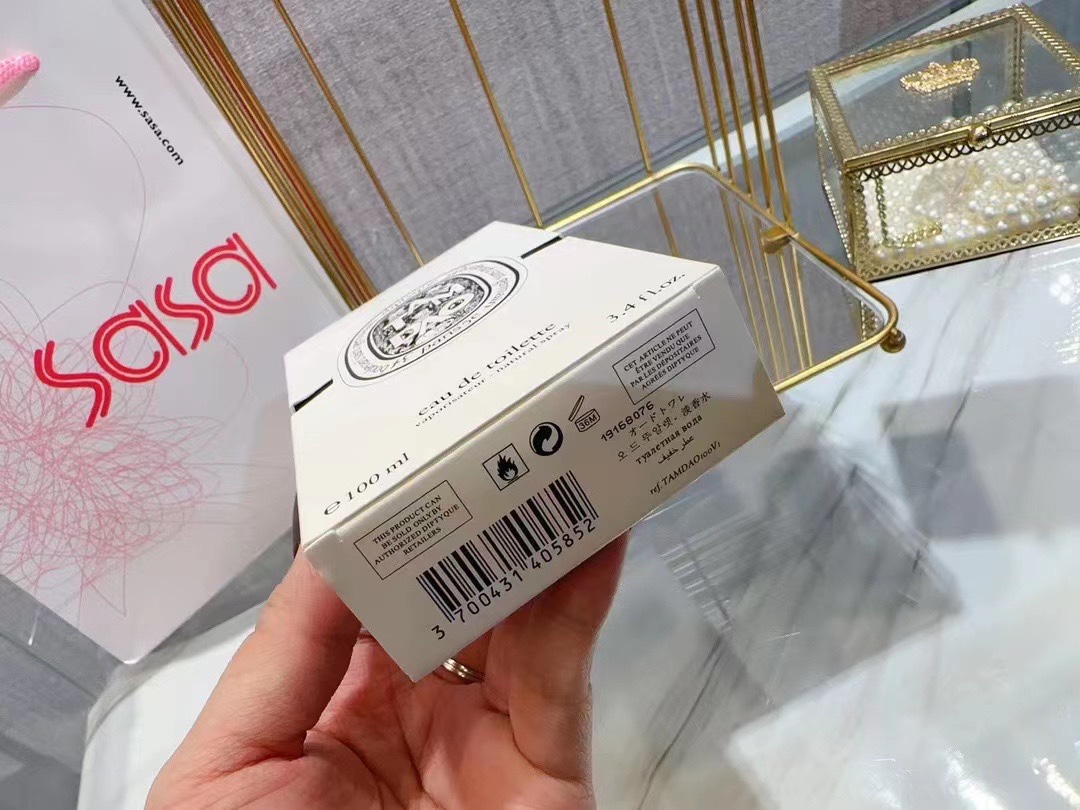 www.sasa.com
sasa
eau de toilette
vaporisateur - natural spray
e 100 ml
3.4 fl.oz.
THIS PRODUCT CAN
BE SOLD ONLY BY
AUTHORIZED DIPTYQUE
RETAILERS
36M
CET ARTICLE NE PEUT
ÊTRE VENDU QUE
PAR LES DÉPOSITAIRES
AGRÉÉS DIPTYQUE
19168076
オードトワレ
오 드 뚜왈렛・淡香水
туалетная вода
عطر خفيف
ref.TAMDAO100V1
3 700431 405852